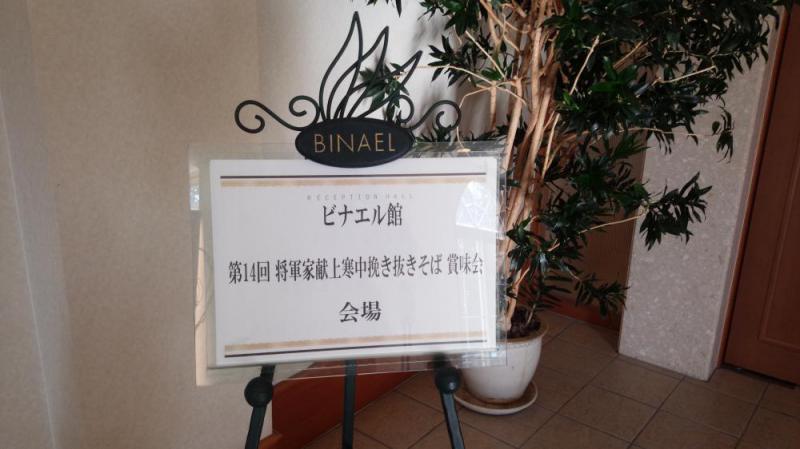 BINAEL
RECEPTION HALL
ビナエル館
第14回 将軍家献上寒中挽き抜きそば 賞味会
会場